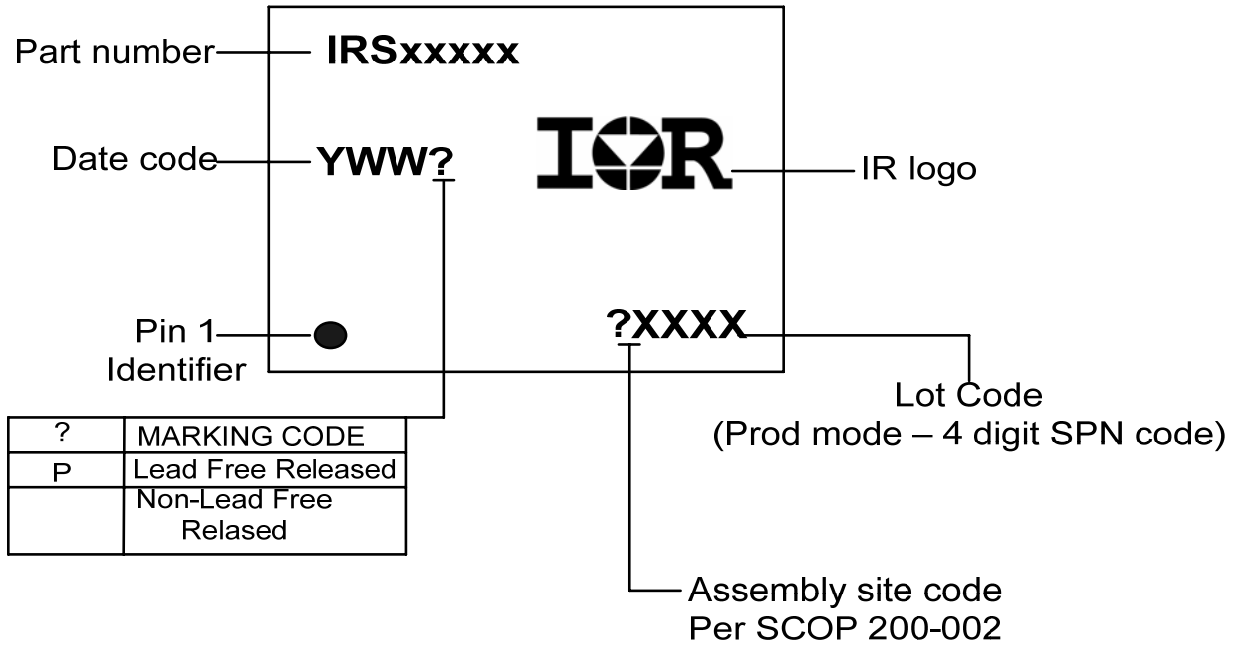 Part number
IRSxxxxx
Date code
YWW?
IOR
IR logo
Pin 1
Identifier
?XXXX
Lot Code
(Prod mode – 4 digit SPN code)
? MARKING CODE
P Lead Free Released
Non-Lead Free
Relased
Assembly site code
Per SCOP 200-002